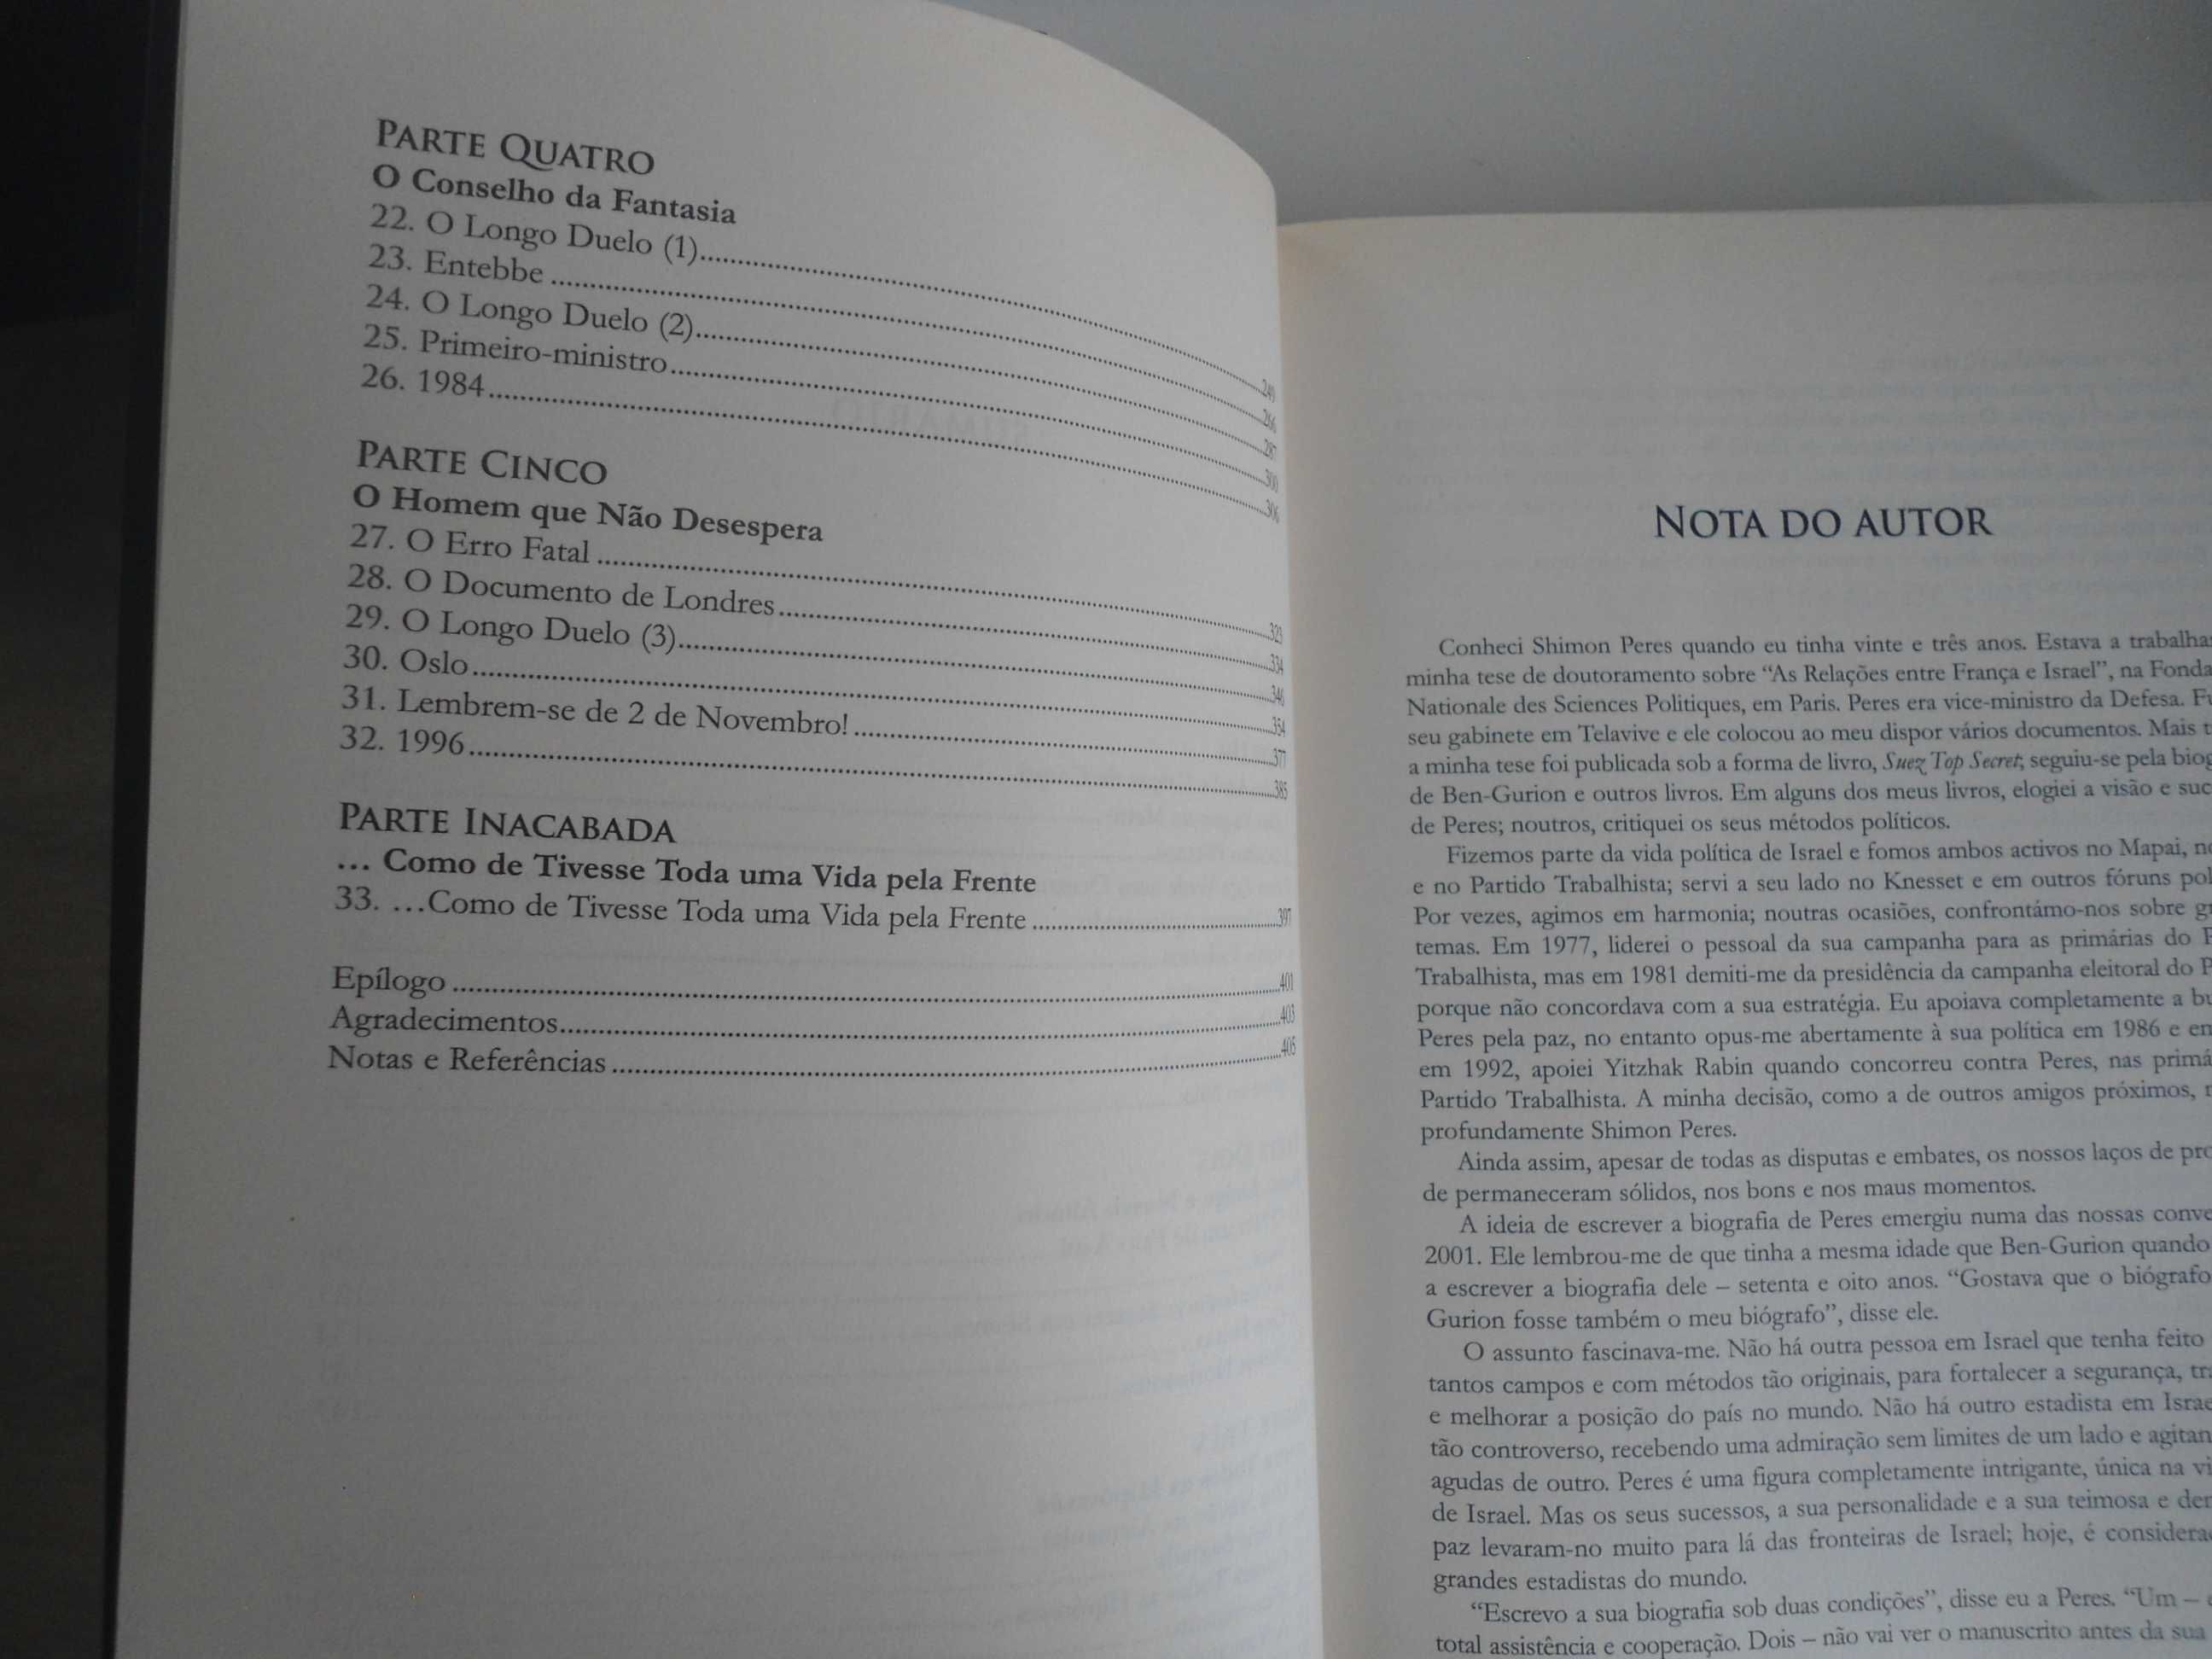 PARTE QUATRO
O Conselho da Fantasia
22. O Longo Duelo (1)..........249
23. Entebbe..........266
24. O Longo Duelo (2)..........287
25. Primeiro-ministro..........300
26. 1984..........306
PARTE CINCO
O Homem que Não Desespera
27. O Erro Fatal..........323
28. O Documento de Londres..........334
29. O Longo Duelo (3)..........346
30. Oslo..........354
31. Lembrem-se de 2 de Novembro!..........377
32. 1996..........385
PARTE INACABADA
... Como de Tivesse Toda uma Vida pela Frente
33. ...Como de Tivesse Toda uma Vida pela Frente..........397
Epílogo..........401
Agradecimentos..........403
Notas e Referências..........405
NOTA DO AUTOR
Conheci Shimon Peres quando eu tinha vinte e três anos. Estava a trabalha
minha tese de doutoramento sobre “As Relações entre França e Israel”, na Fonda
Nationale des Sciences Politiques, em Paris. Peres era vice-ministro da Defesa.
seu gabinete em Telavive e ele colocou ao meu dispor vários documentos. Mais
a minha tese foi publicada sob a forma de livro, Suez Top Secret; seguiu-se pela biog
de Ben-Gurion e outros livros. Em alguns dos meus livros, elogiei a visão e suc
de Peres; noutros, critiquei os seus métodos políticos.
Fizemos parte da vida política de Israel e fomos ambos activos no Mapai,
e no Partido Trabalhista; servi a seu lado no Knesset e em outros fóruns pol
Por vezes, agimos em harmonia; noutras ocasiões, confrontámo-nos sobre
temas. Em 1977, liderei o pessoal da sua campanha para as primárias do
Trabalhista, mas em 1981 demiti-me da presidência da campanha eleitoral do P
porque não concordava com a sua estratégia. Eu apoiava completamente a bu
Peres pela paz, no entanto opus-me abertamente à sua política em 1986 e
em 1992, apoiei Yitzhak Rabin quando concorreu contra Peres, nas primá
Partido Trabalhista. A minha decisão, como a de outros amigos próximos,
profundamente Shimon Peres.
Ainda assim, apesar de todas as disputas e embates, os nossos laços de
de permaneceram sólidos, nos bons e nos maus momentos.
A ideia de escrever a biografia de Peres emergiu numa das nossas conve
2001. Ele lembrou-me de que tinha a mesma idade que Ben-Gurion quando
a escrever a biografia dele – setenta e oito anos. “Gostava que o biógrafo
Gurion fosse também o meu biógrafo”, disse ele.
O assunto fascinava-me. Não há outra pessoa em Israel que tenha feito
tantos campos e com métodos tão originais, para fortalecer a segurança,
e melhorar a posição do país no mundo. Não há outro estadista em Israe
tão controverso, recebendo uma admiração sem limites de um lado e agitan
agudas de outro. Peres é uma figura completamente intrigante, única na vi
de Israel. Mas os seus sucessos, a sua personalidade e a sua teimosa e
paz levaram-no muito para lá das fronteiras de Israel; hoje, é considera
grandes estadistas do mundo.
“Escrevo a sua biografia sob duas condições”, disse eu a Peres. “Um –
total assistência e cooperação. Dois – não vai ver o manuscrito antes da sua